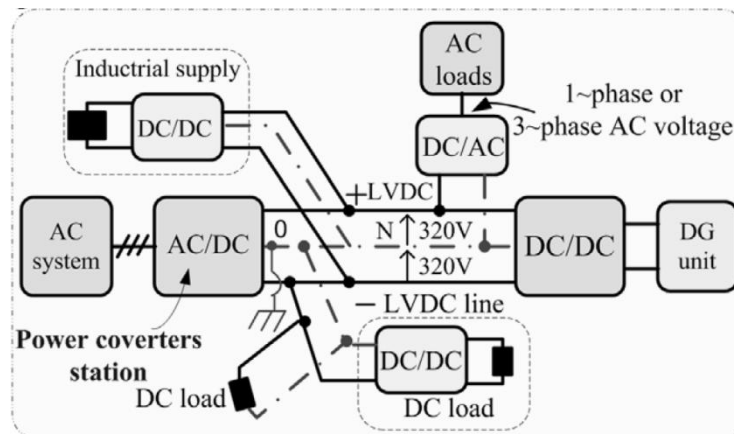 Inductrial supply
DC/DC
AC
loads
1~phase or
3~phase AC voltage
DC/AC
+LVDC
AC
system
AC/DC
0
N
320V
320V
DC/DC
DG
unit
− LVDC line
Power coverters
station
DC load
DC/DC
DC load